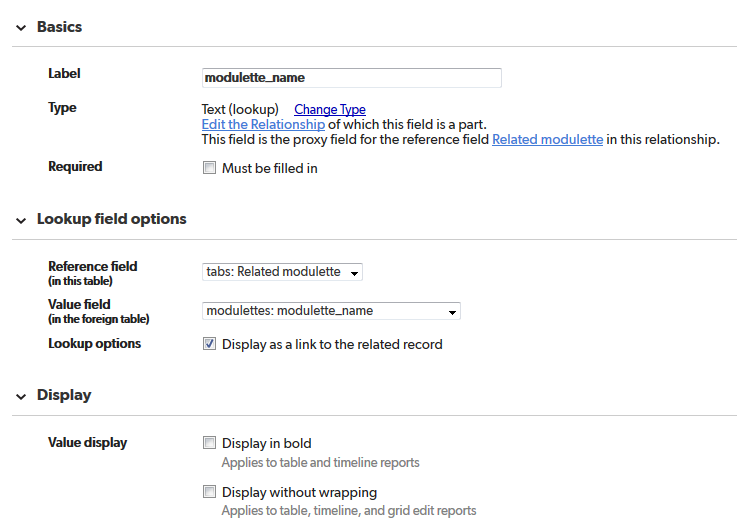 Basics
Label
modulette_name
Type
Text (lookup) Change Type
Edit the Relationship of which this field is a part.
This field is the proxy field for the reference field Related modulette in this relationship.
Required
Must be filled in
Lookup field options
Reference field
(in this table)
tabs: Related modulette
Value field
(in the foreign table)
modulettes: modulette_name
Lookup options
Display as a link to the related record
Display
Value display
Display in bold
Applies to table and timeline reports
Display without wrapping
Applies to table, timeline, and grid edit reports